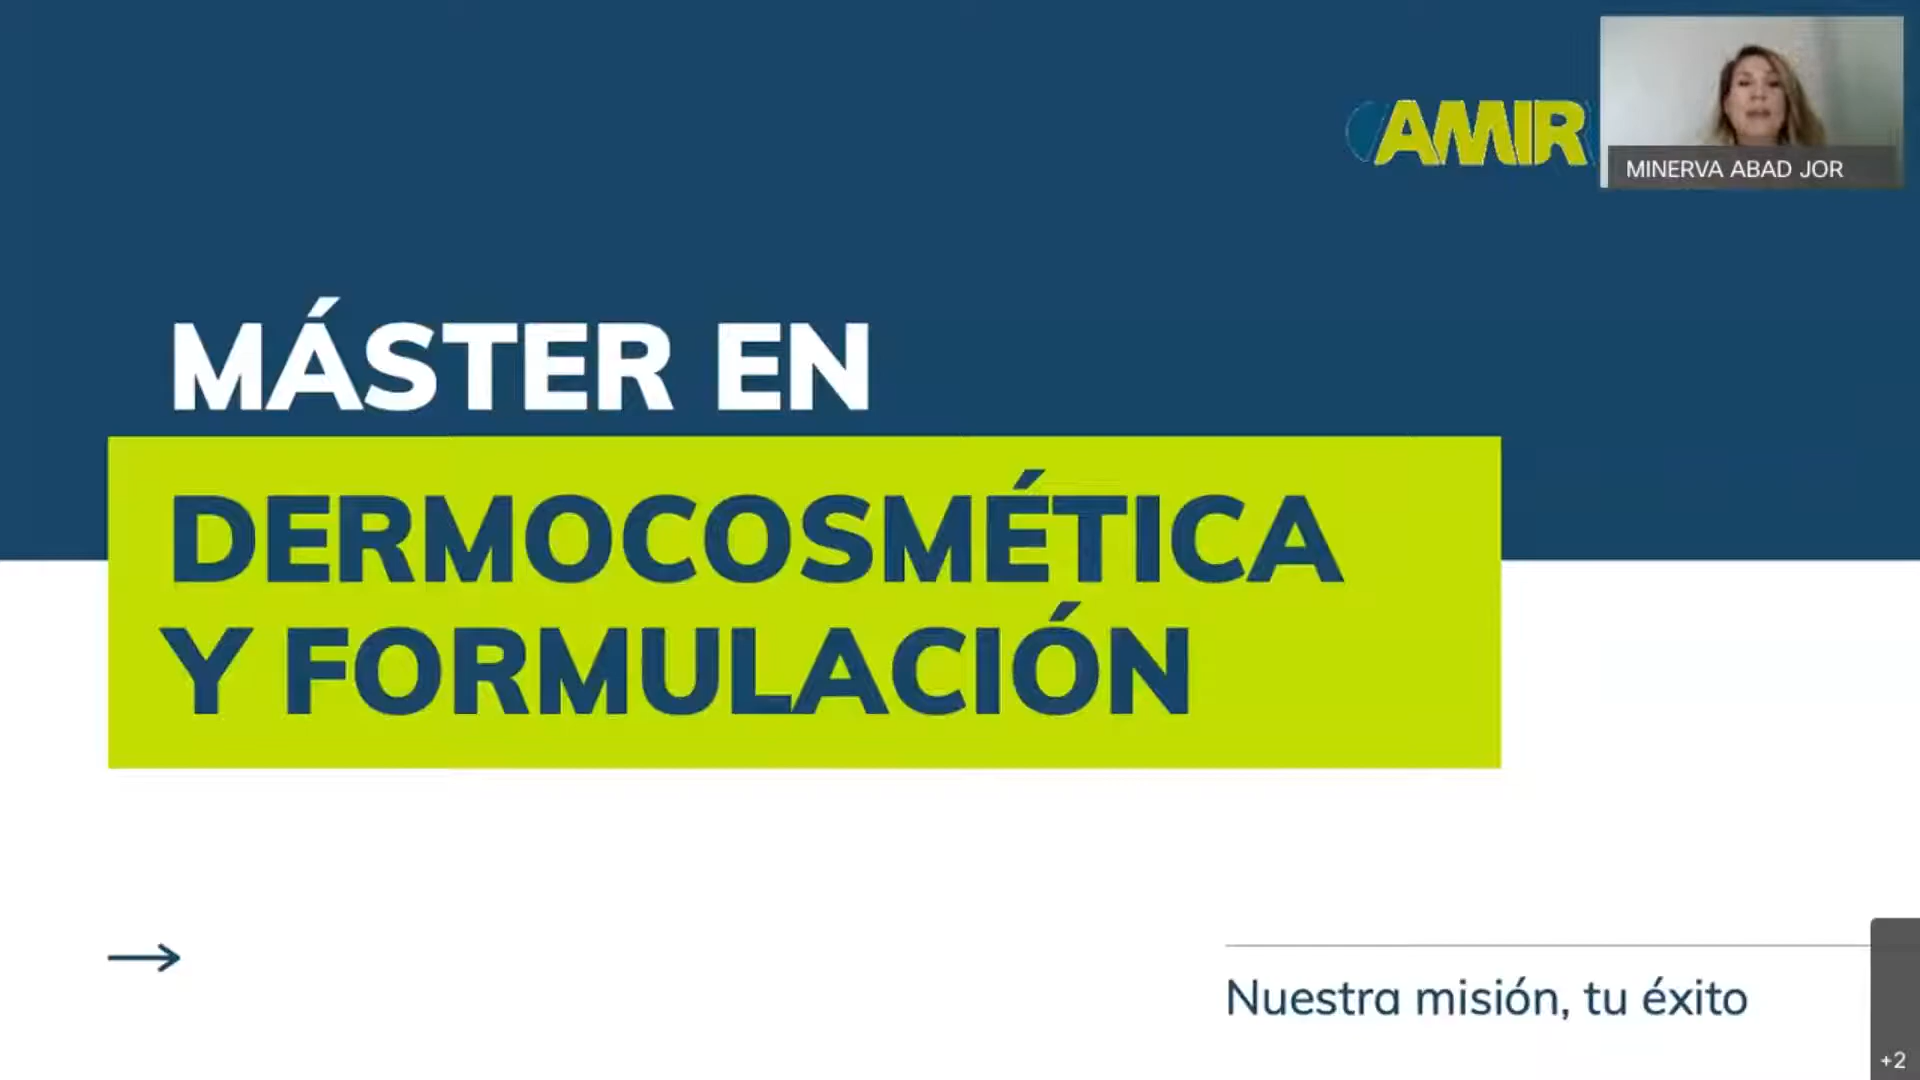 AMIR
MINERVA ABAD JOR
MÁSTER EN
DERMOCOSMÉTICA
Y FORMULACIÓN
Nuestra misión, tu éxito
+2